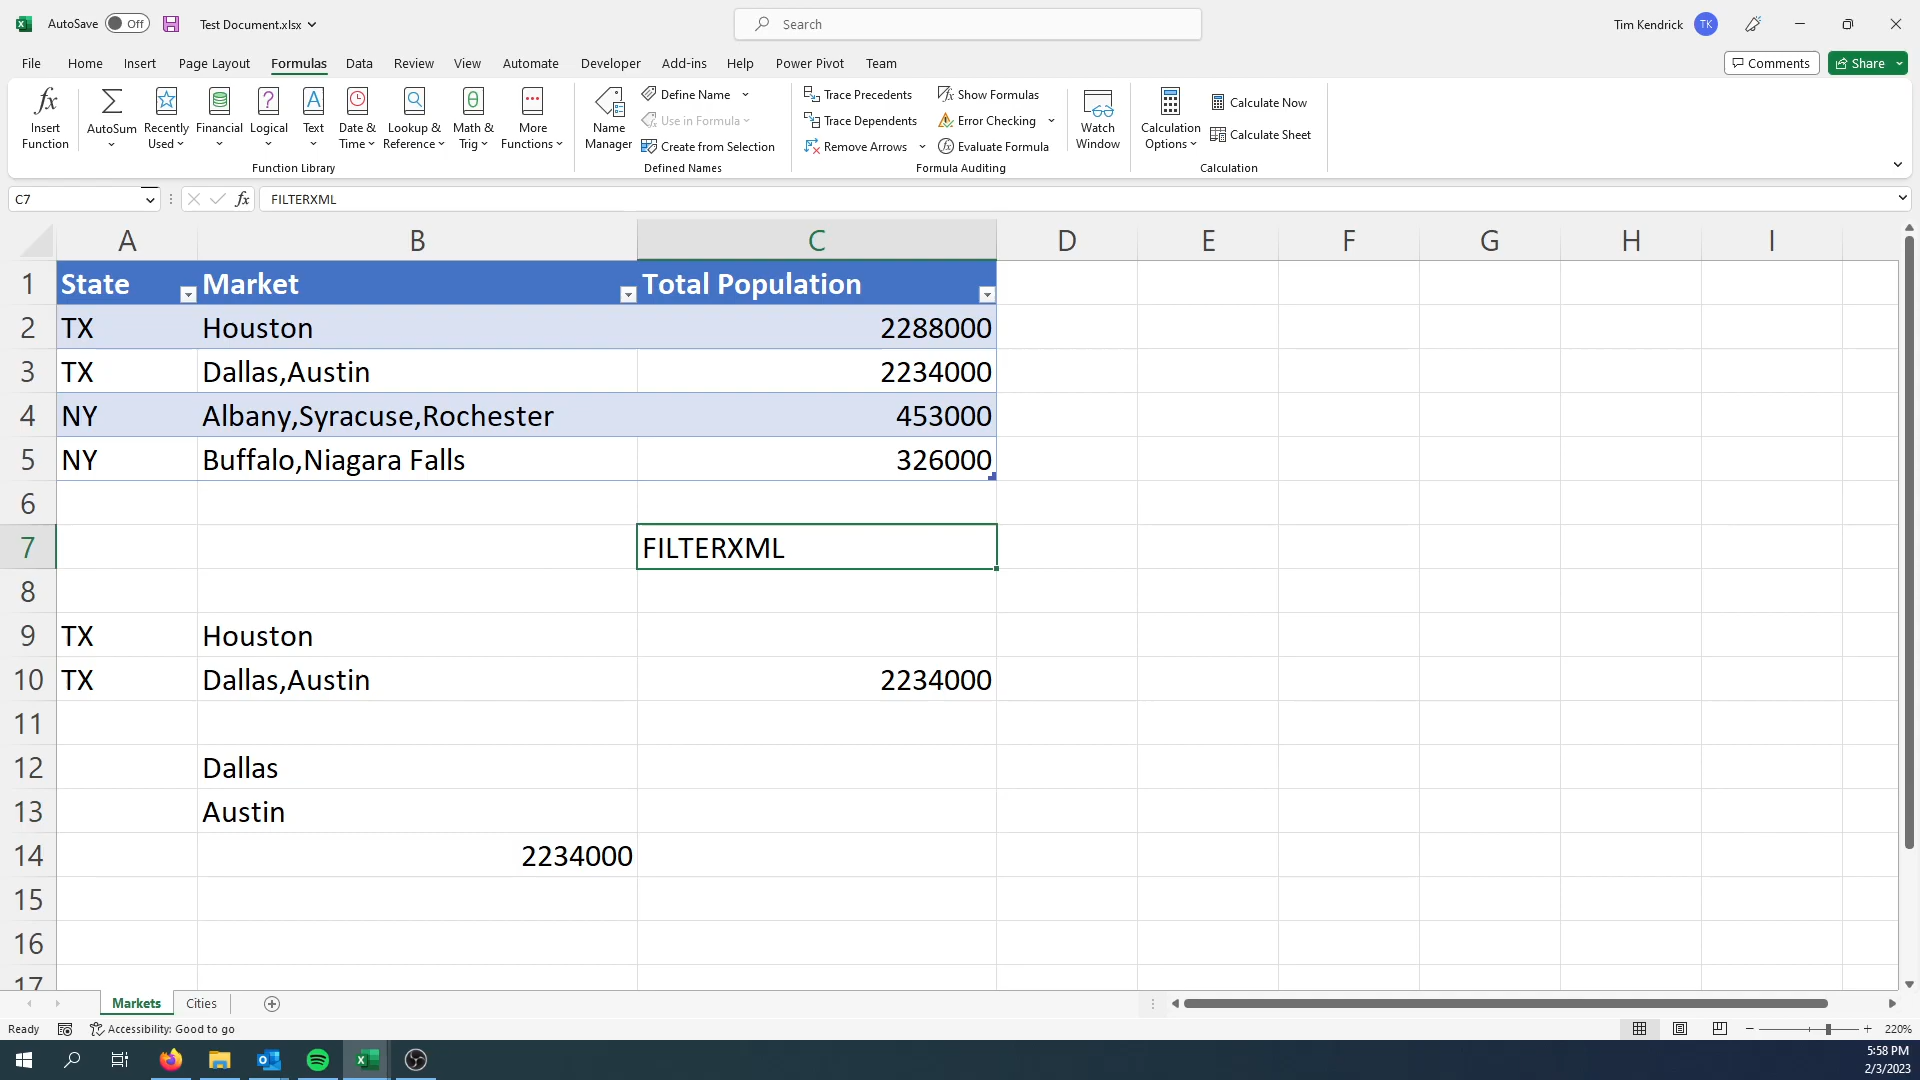 AutoSave Off Test Document.xlsx Search Tim Kendrick TK
File Home Insert Page Layout Formulas Data Review View Automate Developer Add-ins Help Power Pivot Team Comments Share
fx Insert Function
Σ AutoSum
Recently Used
Financial
? Logical
A Text
Date & Time
Lookup & Reference
θ Math & Trig
More Functions
Function Library
Name Manager
Define Name
Use in Formula
Create from Selection
Defined Names
Trace Precedents
Trace Dependents
Remove Arrows
Show Formulas
Error Checking
Evaluate Formula
Formula Auditing
Watch Window
Calculation Options
Calculate Now
Calculate Sheet
Calculation
C7 fx FILTERXML
A B C D E F G H I
1 State Market Total Population
2 TX Houston 2288000
3 TX Dallas,Austin 2234000
4 NY Albany,Syracuse,Rochester 453000
5 NY Buffalo,Niagara Falls 326000
6
7 FILTERXML
8
9 TX Houston
10 TX Dallas,Austin 2234000
11
12 Dallas
13 Austin
14 2234000
15
16
17
Markets Cities
Ready Accessibility: Good to go 220%
5:58 PM
2/3/2023